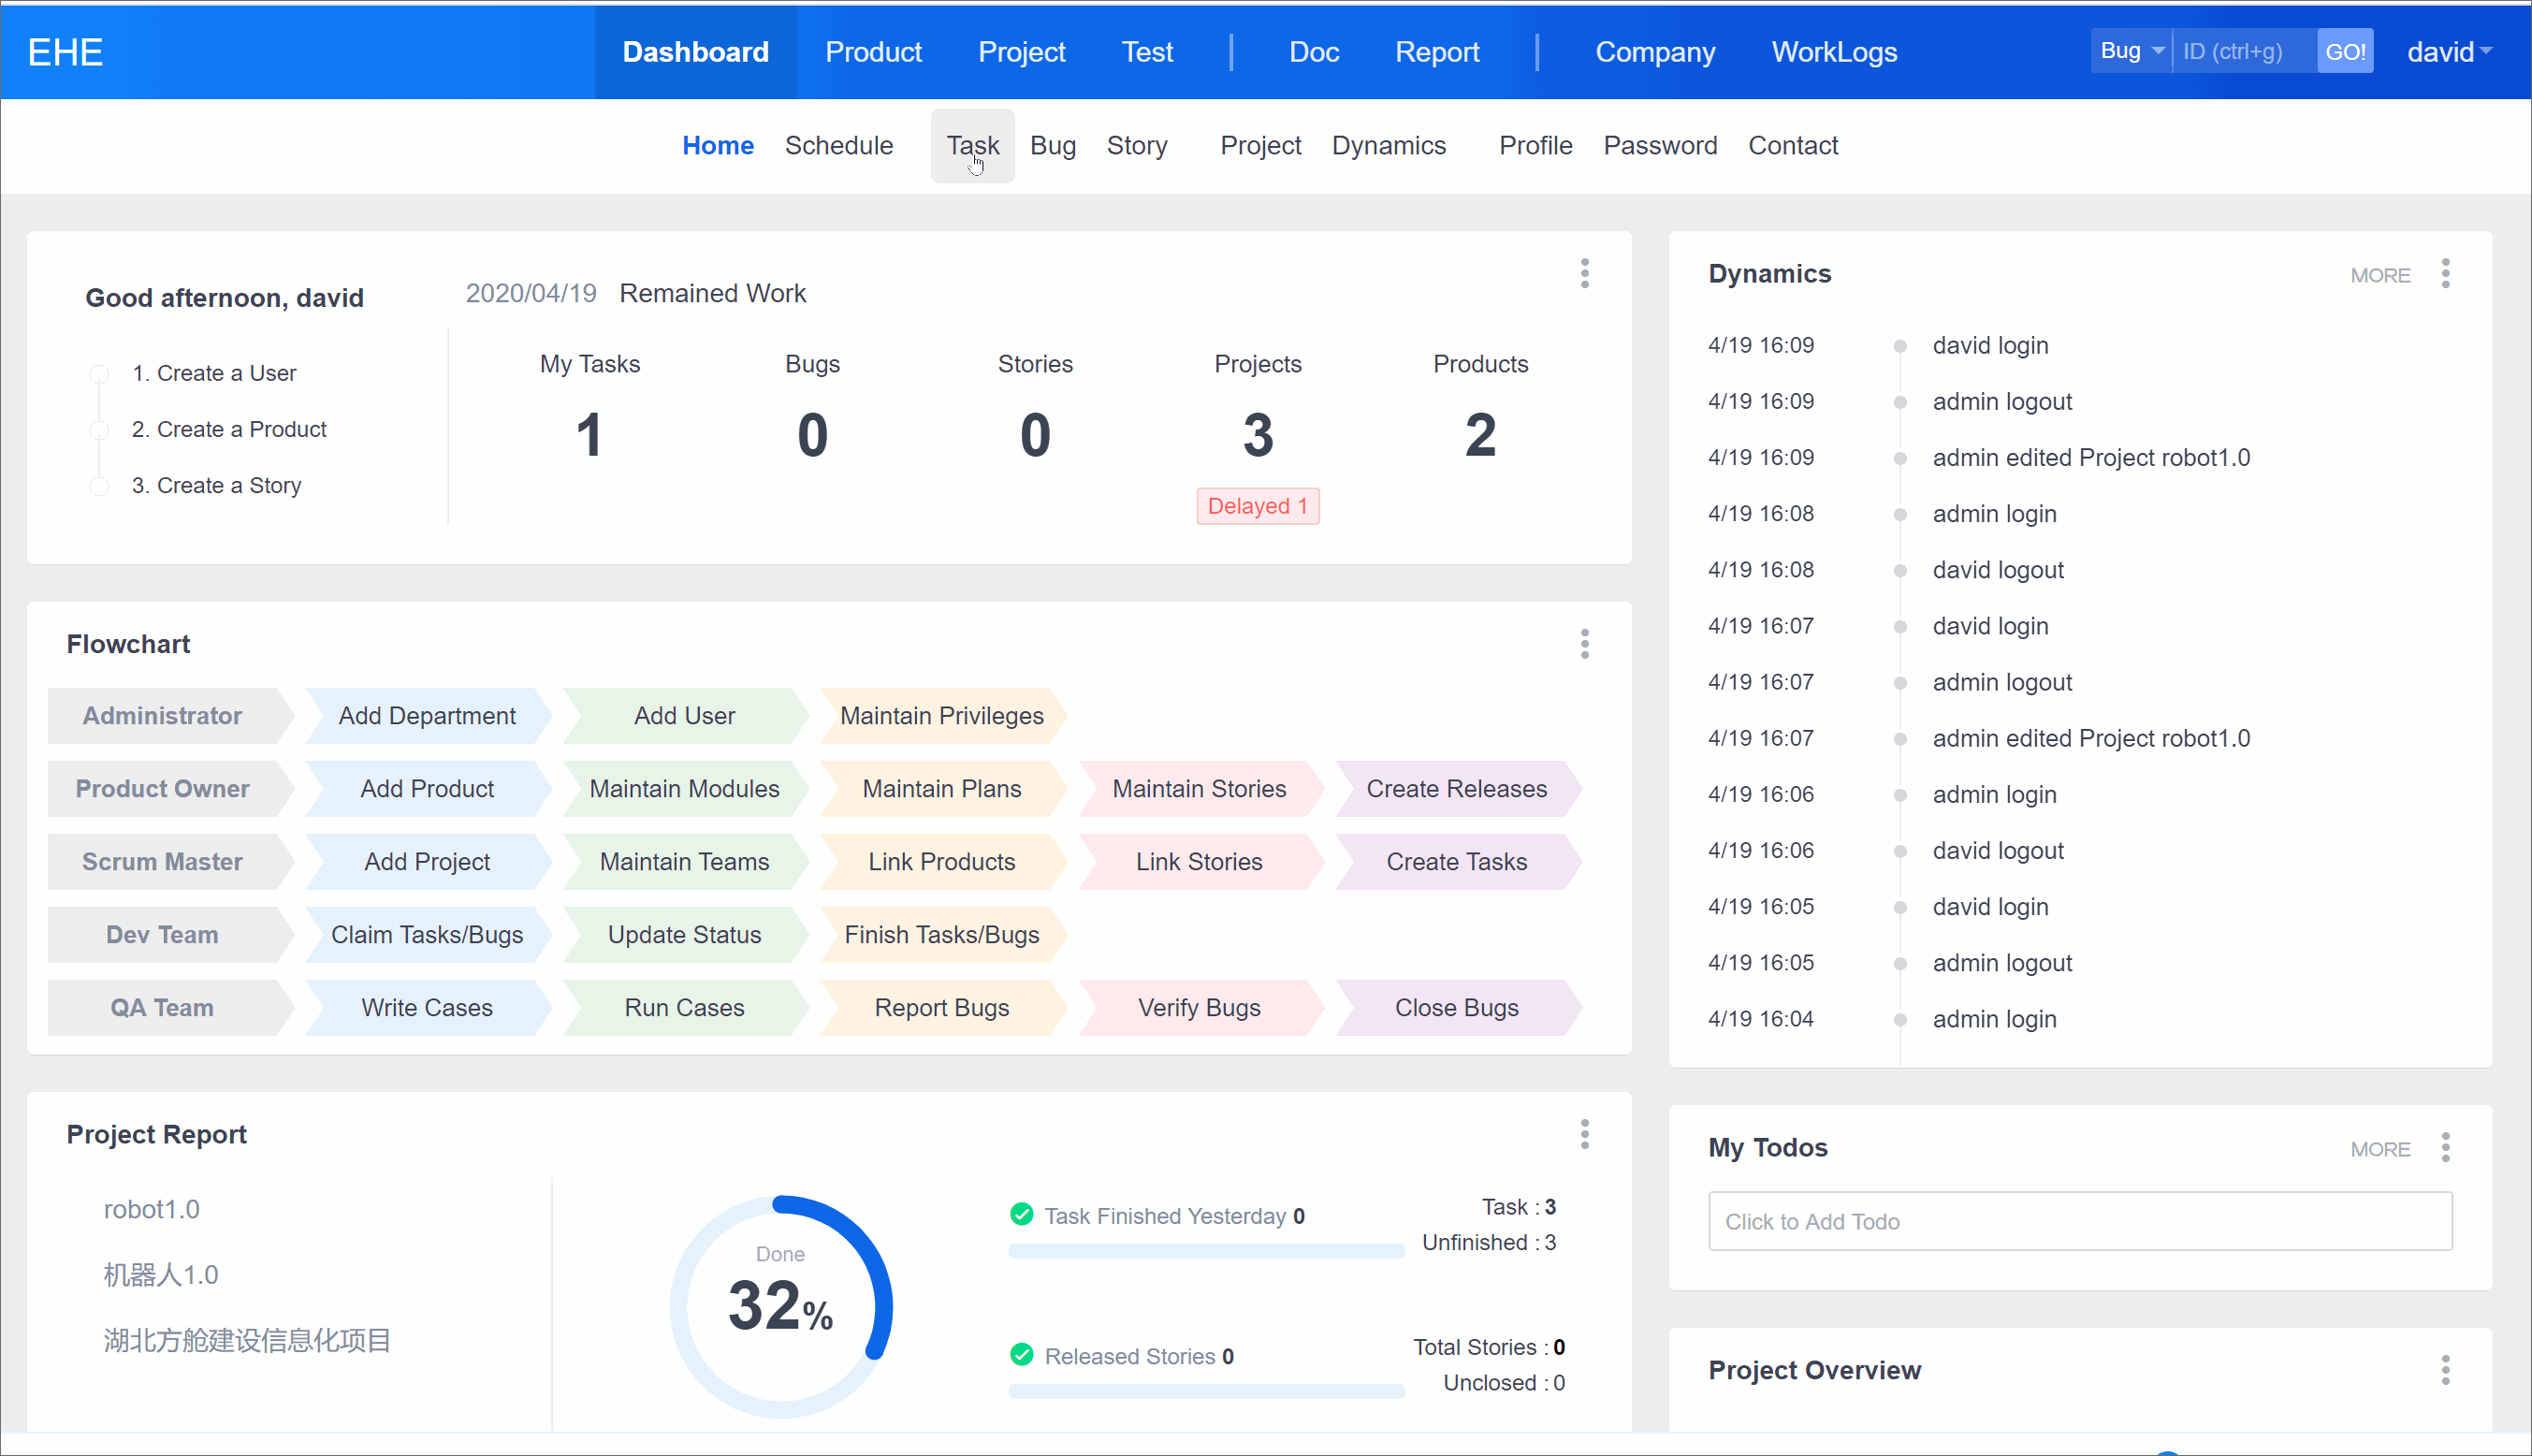 EHE
Dashboard Product Project Test | Doc Report | Company WorkLogs
Bug ID (ctrl+g) GO! david
Home Schedule Task Bug Story Project Dynamics Profile Password Contact
Good afternoon, david
1. Create a User
2. Create a Product
3. Create a Story
2020/04/19 Remained Work
My Tasks Bugs Stories Projects Products
1 0 0 3 2
Delayed 1
Flowchart
Administrator Add Department Add User Maintain Privileges
Product Owner Add Product Maintain Modules Maintain Plans Maintain Stories Create Releases
Scrum Master Add Project Maintain Teams Link Products Link Stories Create Tasks
Dev Team Claim Tasks/Bugs Update Status Finish Tasks/Bugs
QA Team Write Cases Run Cases Report Bugs Verify Bugs Close Bugs
Project Report
robot1.0
机器人1.0
湖北方舱建设信息化项目
Done
32%
Task Finished Yesterday 0
Task : 3
Unfinished : 3
Released Stories 0
Total Stories : 0
Unclosed : 0
Dynamics MORE
4/19 16:09 david login
4/19 16:09 admin logout
4/19 16:09 admin edited Project robot1.0
4/19 16:08 admin login
4/19 16:08 david logout
4/19 16:07 david login
4/19 16:07 admin logout
4/19 16:07 admin edited Project robot1.0
4/19 16:06 admin login
4/19 16:06 david logout
4/19 16:05 david login
4/19 16:05 admin logout
4/19 16:04 admin login
My Todos MORE
Click to Add Todo
Project Overview